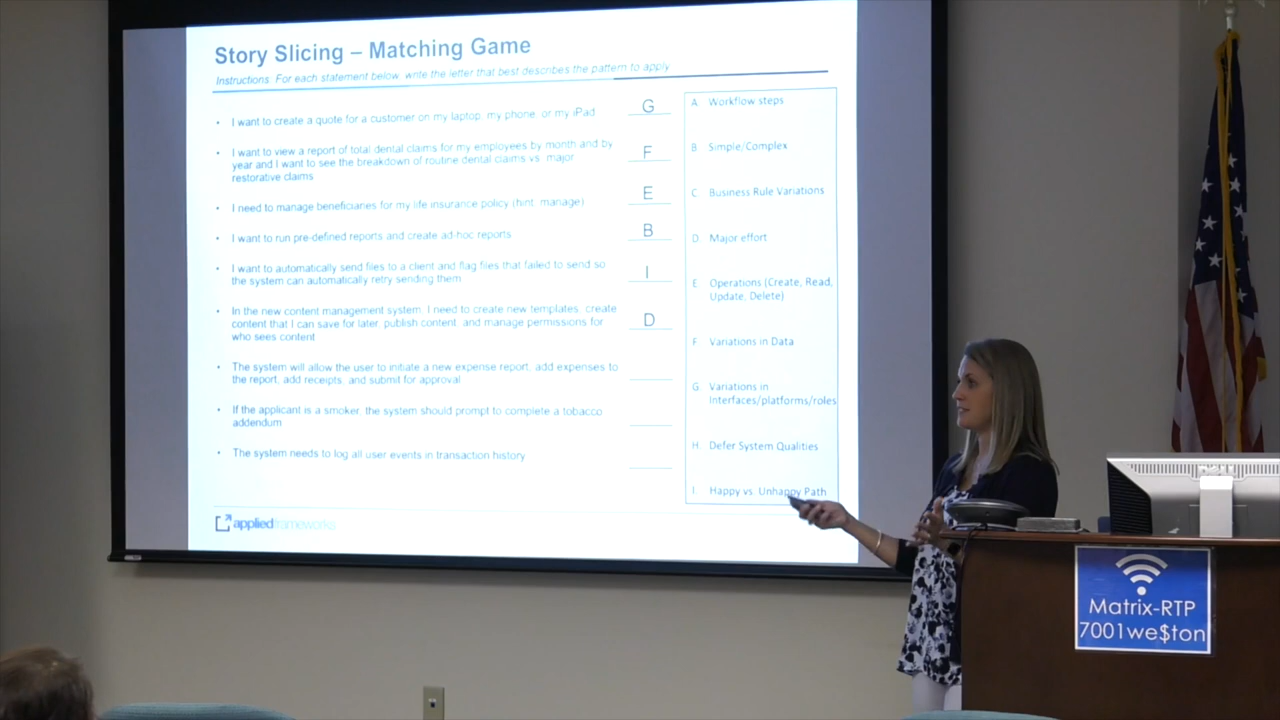 Story Slicing – Matching Game
Instructions. For each statement below, write the letter that best describes the pattern to apply.
• I want to create a quote for a customer on my laptop, my phone, or my iPad
G
• I want to view a report of total dental claims for my employees by month and by
year and I want to see the breakdown of routine dental claims vs. major
restorative claims
F
• I need to manage beneficiaries for my life insurance policy (hint: manage)
E
• I want to run pre-defined reports and create ad-hoc reports
B
• I want to automatically send files to a client and flag files that failed to send so
the system can automatically retry sending them
I
• In the new content management system, I need to create new templates, create
content that I can save for later, publish content, and manage permissions for
who sees content
D
• The system will allow the user to initiate a new expense report, add expenses to
the report, add receipts, and submit for approval
• If the applicant is a smoker, the system should prompt to complete a tobacco
addendum
• The system needs to log all user events in transaction history
A. Workflow steps
B. Simple/Complex
C. Business Rule Variations
D. Major effort
E. Operations (Create, Read,
Update, Delete)
F. Variations in Data
G. Variations in
Interfaces/platforms/roles
H. Defer System Qualities
I. Happy vs. Unhappy Path
appliedframeworks
Matrix-RTP
7001we$ton